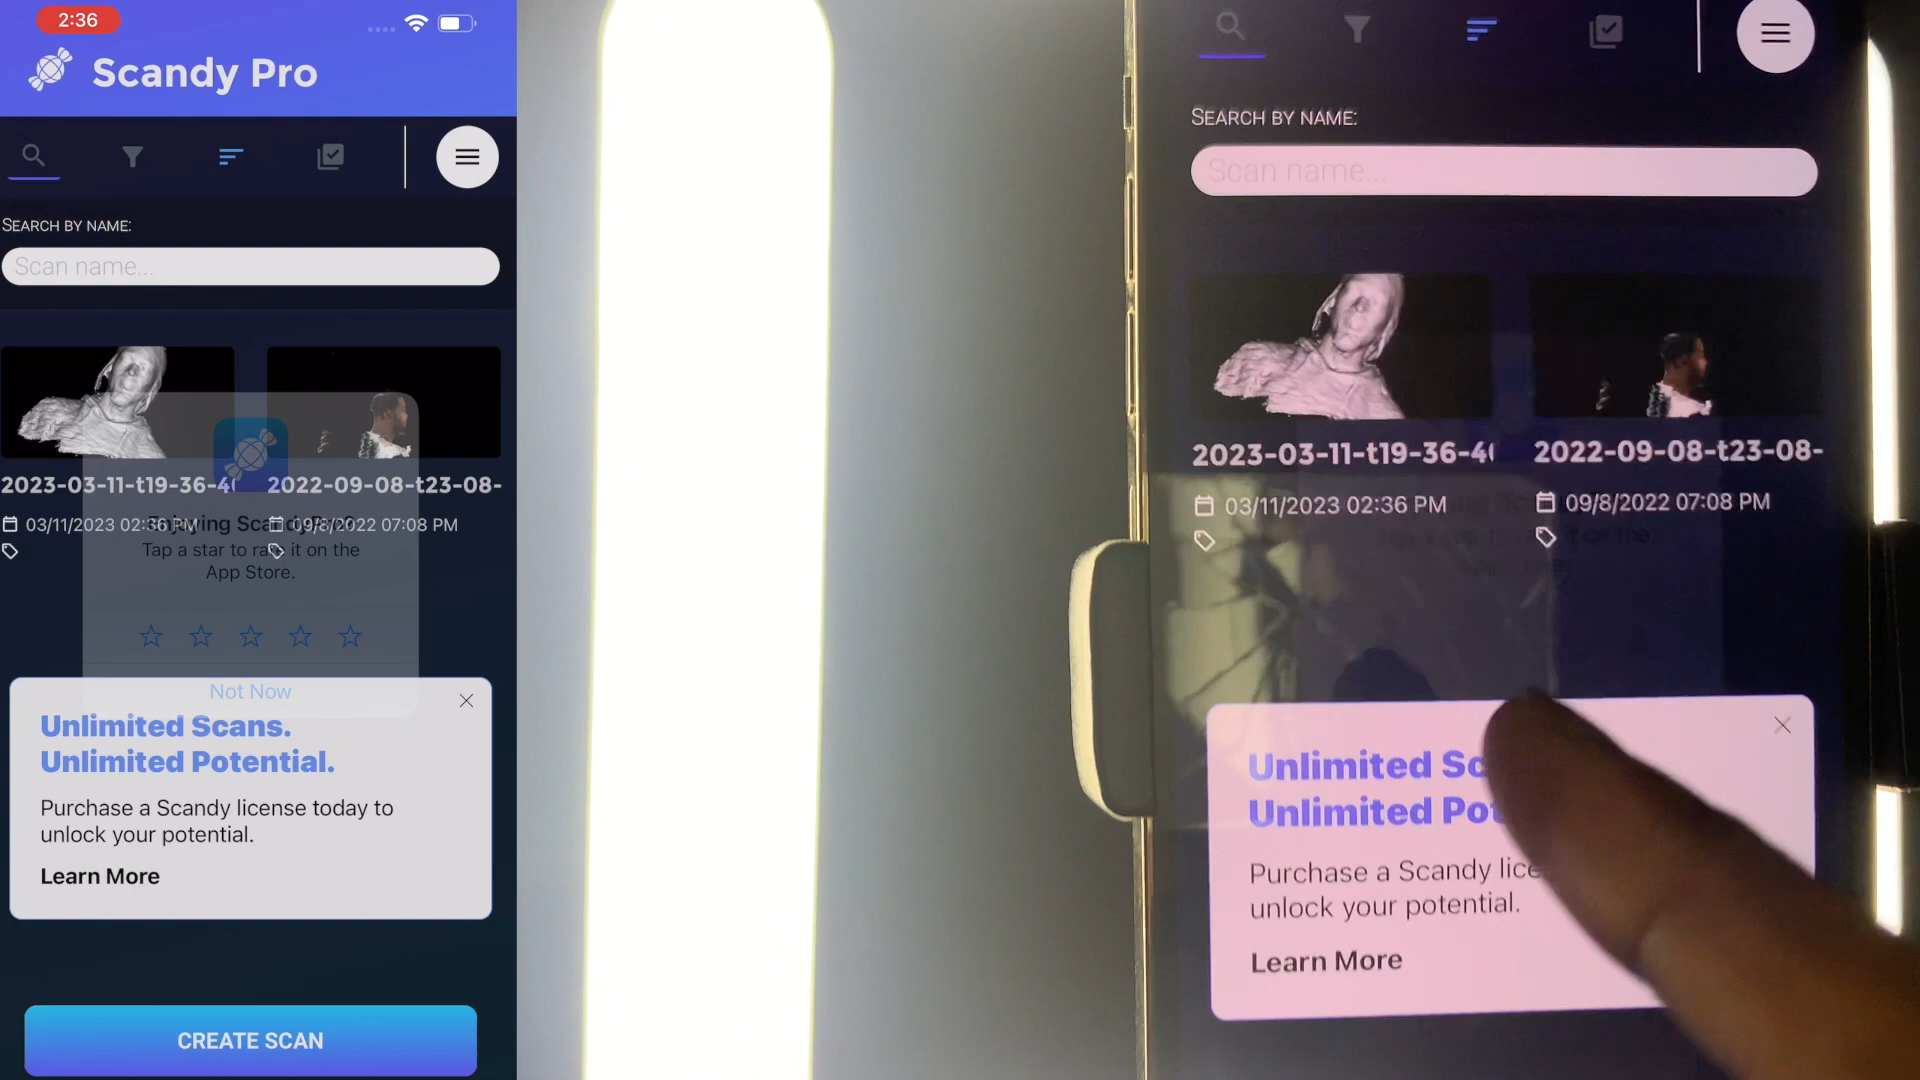 2:36
Scandy Pro
SEARCH BY NAME:
Scan name...
2023-03-11-t19-36-4
2022-09-08-t23-08-
03/11/2023 02:36 PM
09/8/2022 07:08 PM
Enjoying Scandy Pro?
Tap a star to rate it on the
App Store.
Not Now
Unlimited Scans.
Unlimited Potential.
Purchase a Scandy license today to
unlock your potential.
Learn More
CREATE SCAN
SEARCH BY NAME:
Scan name...
2023-03-11-t19-36-4
2022-09-08-t23-08-
03/11/2023 02:36 PM
09/8/2022 07:08 PM
Unlimited Sc
Unlimited Pot
Purchase a Scandy lice
unlock your potential.
Learn More